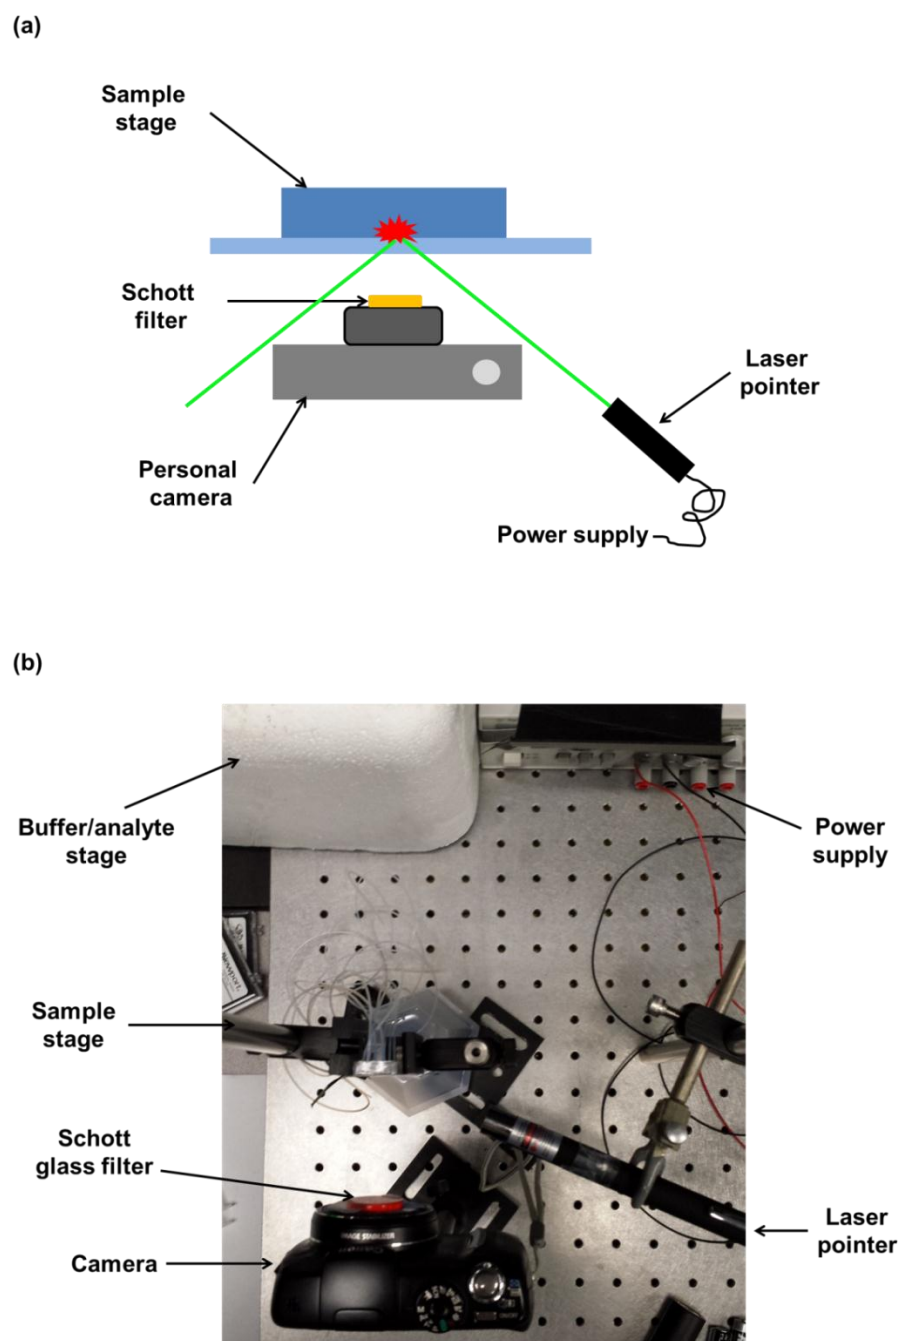 (a)
Sample
stage
Schott
filter
Laser
pointer
Personal
camera
Power supply
(b)
Buffer/analyte
stage
Power
supply
Sample
stage
Schott
glass filter
IMAGE STABILIZER
Camera
Laser
pointer